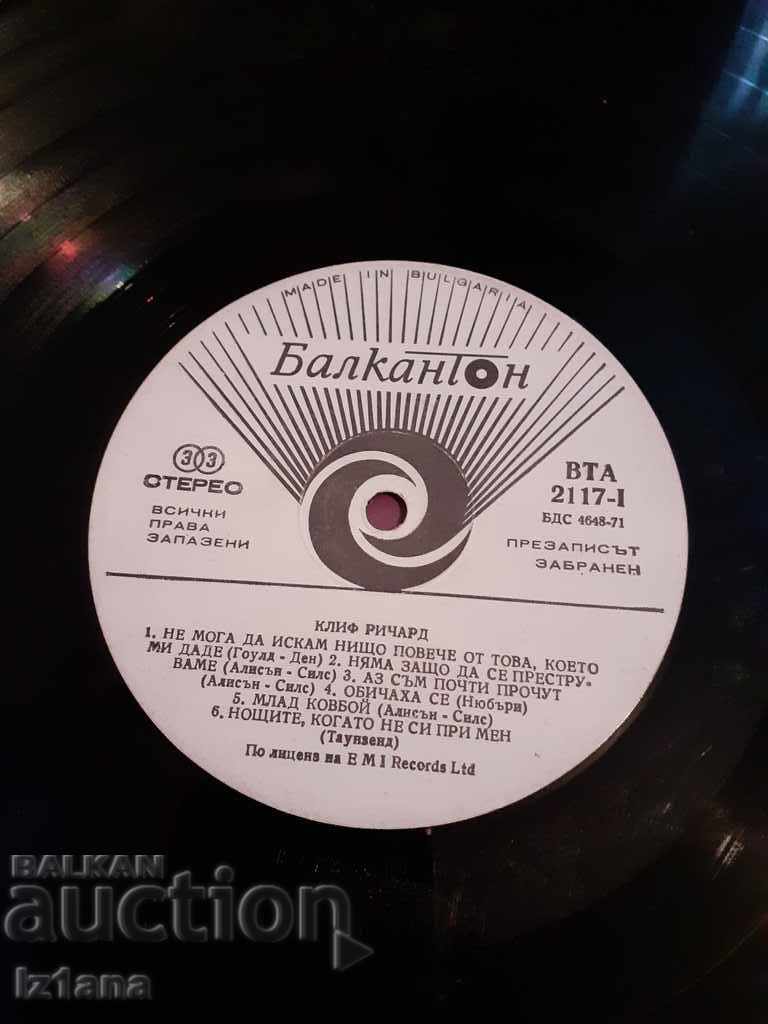 MADE IN BULGARIA
Балкантон
33
СТЕРЕО
ВСИЧКИ
ПРАВА
ЗАПАЗЕНИ
ВТА
2117-I
БДС 4648-71
ПРЕЗАПИСЪТ
ЗАБРАНЕН
КЛИФ РИЧАРД
1. НЕ МОГА ДА ИСКАМ НИЩО ПОВЕЧЕ ОТ ТОВА, КОЕТО
МИ ДАДЕ (Гоулд - Ден) 2. НЯМА ЗАЩО ДА СЕ ПРЕСТРУ-
ВАМЕ (Алисън - Силс) 3. АЗ СЪМ ПОЧТИ ПРОЧУТ
(Алисън - Силс) 4. ОБИЧАХА СЕ (Нюбъри)
5. МЛАД КОВБОЙ (Алисън - Силс)
6. НОЩИТЕ, КОГАТО НЕ СИ ПРИ МЕН
(Таунзенд)
По лиценз на E M I Records Ltd
BALKAN
auction
iz1ana